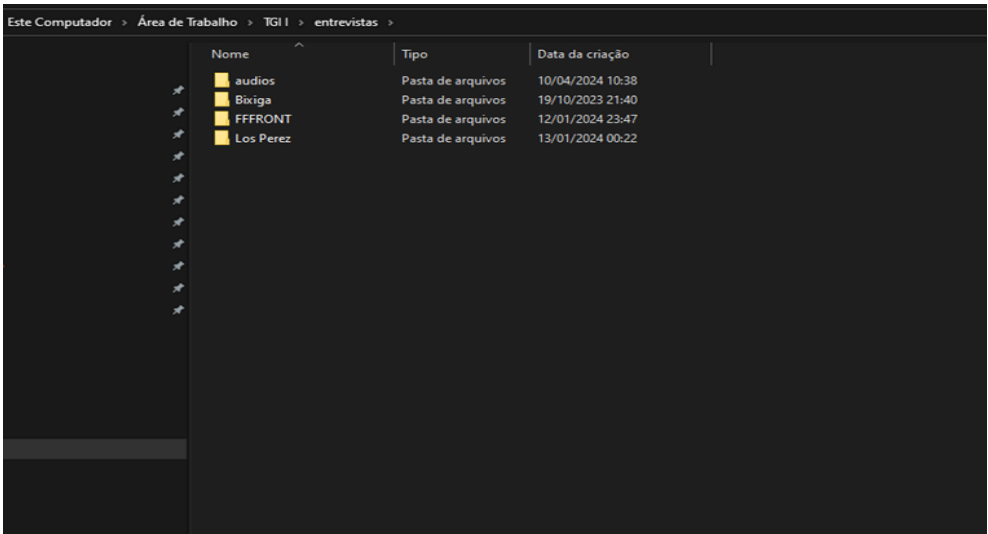 Este Computador > Área de Trabalho > TGI I > entrevistas >
Nome Tipo Data da criação
audios Pasta de arquivos 10/04/2024 10:38
Bixiga Pasta de arquivos 19/10/2023 21:40
FFFRONT Pasta de arquivos 12/01/2024 23:47
Los Perez Pasta de arquivos 13/01/2024 00:22